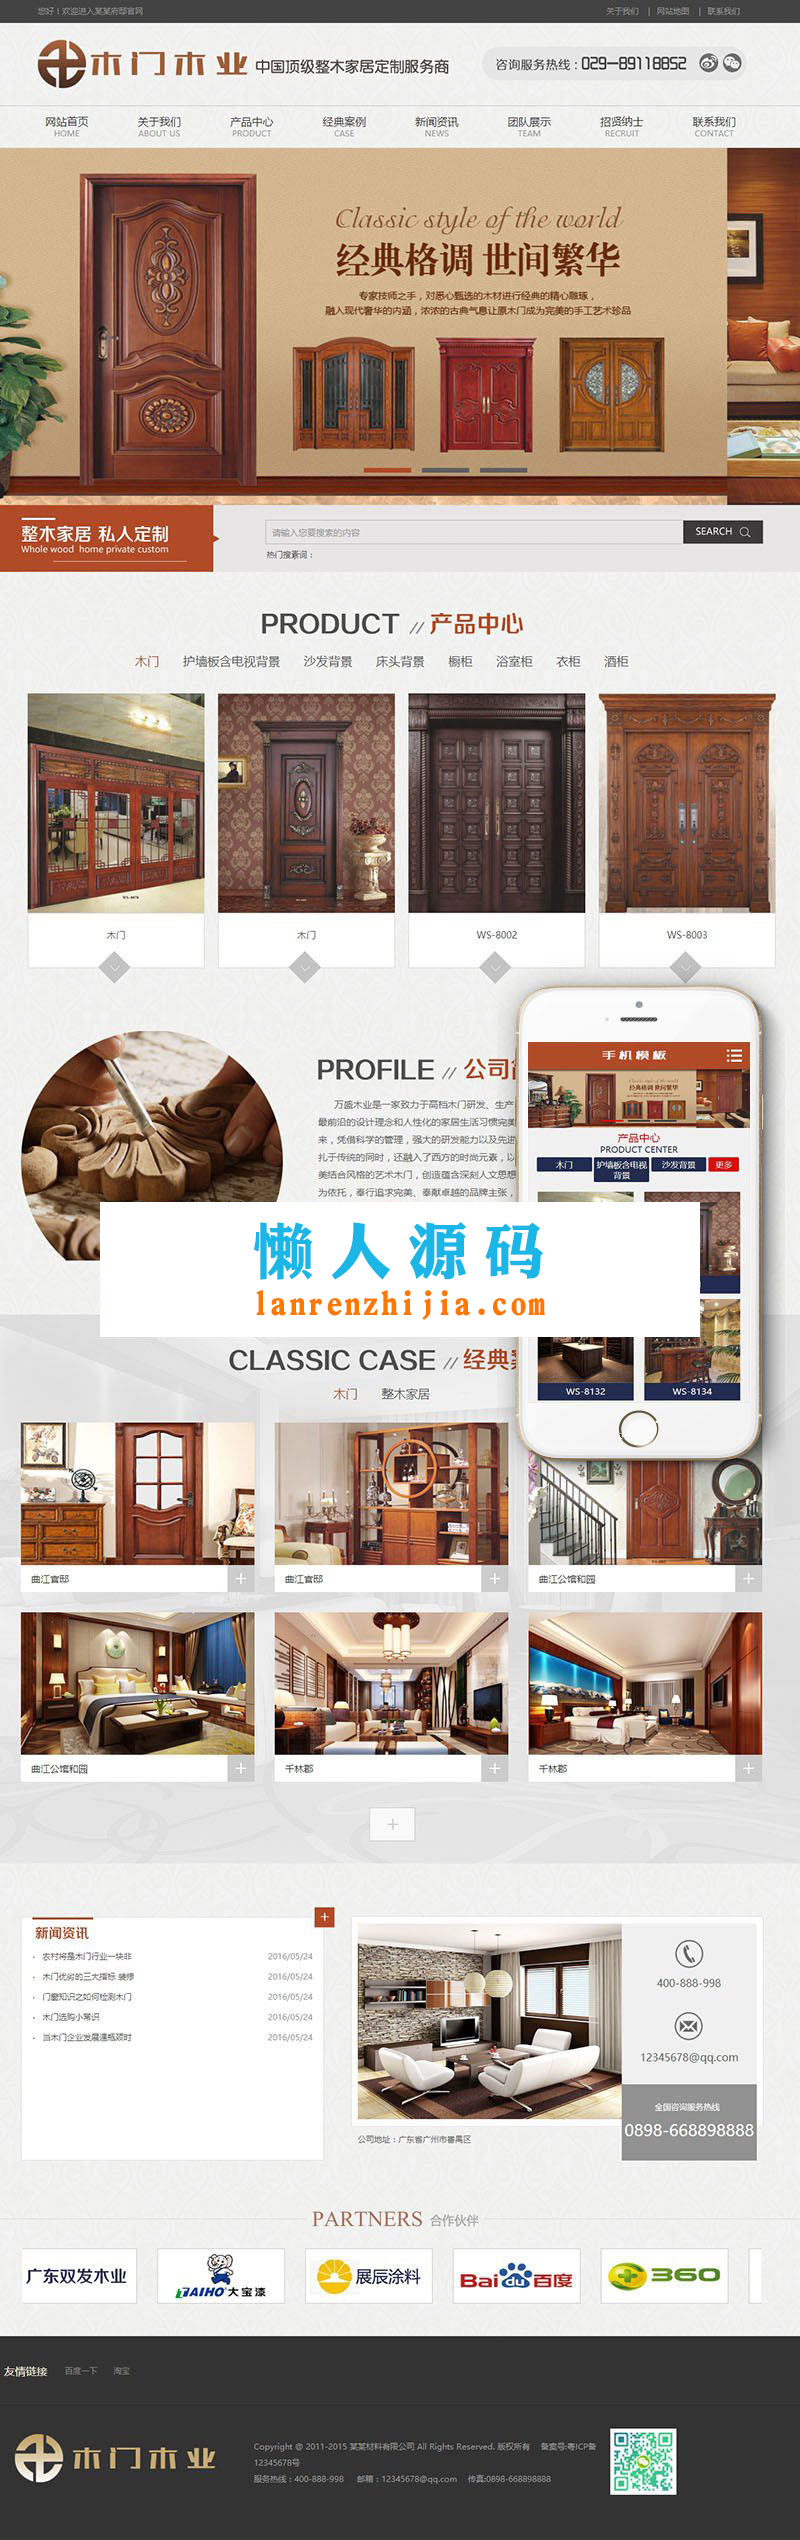 您好！欢迎进入某某府邸官网
关于我们 | 网站地图 | 联系我们
木门木业 中国顶级整木家居定制服务商
咨询服务热线：029-89118852
网站首页 关于我们 产品中心 经典案例 新闻资讯 团队展示 招贤纳士 联系我们
HOME ABOUT US PRODUCT CASE NEWS TEAM RECRUIT CONTACT
Classic style of the world
经典格调 世间繁华
专家技师之手，对悉心甄选的木材进行经典的精心雕琢，
融入现代奢华的内涵，浓浓的古典气息让原木门成为完美的手工艺术珍品
整木家居 私人定制
Whole wood home private custom
请输入您要搜索的内容
SEARCH
热门搜索词：
PRODUCT // 产品中心
木门 护墙板含电视背景 沙发背景 床头背景 橱柜 浴室柜 衣柜 酒柜
木门
木门
WS-8002
WS-8003
PROFILE // 公司
万盛木业是一家致力于高档木门研发、生产
最前沿的设计理念和人性化的家居生活习惯完美
来，凭借科学的管理，强大的研发能力以及先进
扎于传统的同时，还融入了西方的时尚元素，以
美结合风格的艺术木门，创造蕴含深刻人文思想
为依托，奉行追求完美、奉献卓越的品牌主张，
手机模板
Classic style of the world
经典格调 世间繁华
产品中心
PRODUCT CENTER
木门 护墙板含电视背景 沙发背景 更多
WS-8132
WS-8134
懒人源码
lanrenzhijia.com
CLASSIC CASE // 经典
木门 整木家居
曲江官邸 +
曲江官邸 +
曲江公馆和园 +
曲江公馆和园 +
千林郡 +
千林郡 +
+
+
新闻资讯
· 农村将是木门行业一块非 2016/05/24
· 木门优劣的三大指标 装修 2016/05/24
· 门窗知识之如何检测木门 2016/05/24
· 木门选购小常识 2016/05/24
· 当木门企业发展遇瓶颈时 2016/05/24
400-888-998
12345678@qq.com
全国咨询服务热线
0898-668898888
公司地址：广东省广州市番禺区
PARTNERS 合作伙伴
广东双发木业
DAIHO 大宝漆
展辰涂料
Baidu百度
360
友情链接 百度一下 淘宝
木门木业
Copyright @ 2011-2015 某某材料有限公司 All Rights Reserved. 版权所有 备案号:粤ICP备
12345678号
服务热线：400-888-998 邮箱：12345678@qq.com 传真:0898-668898888